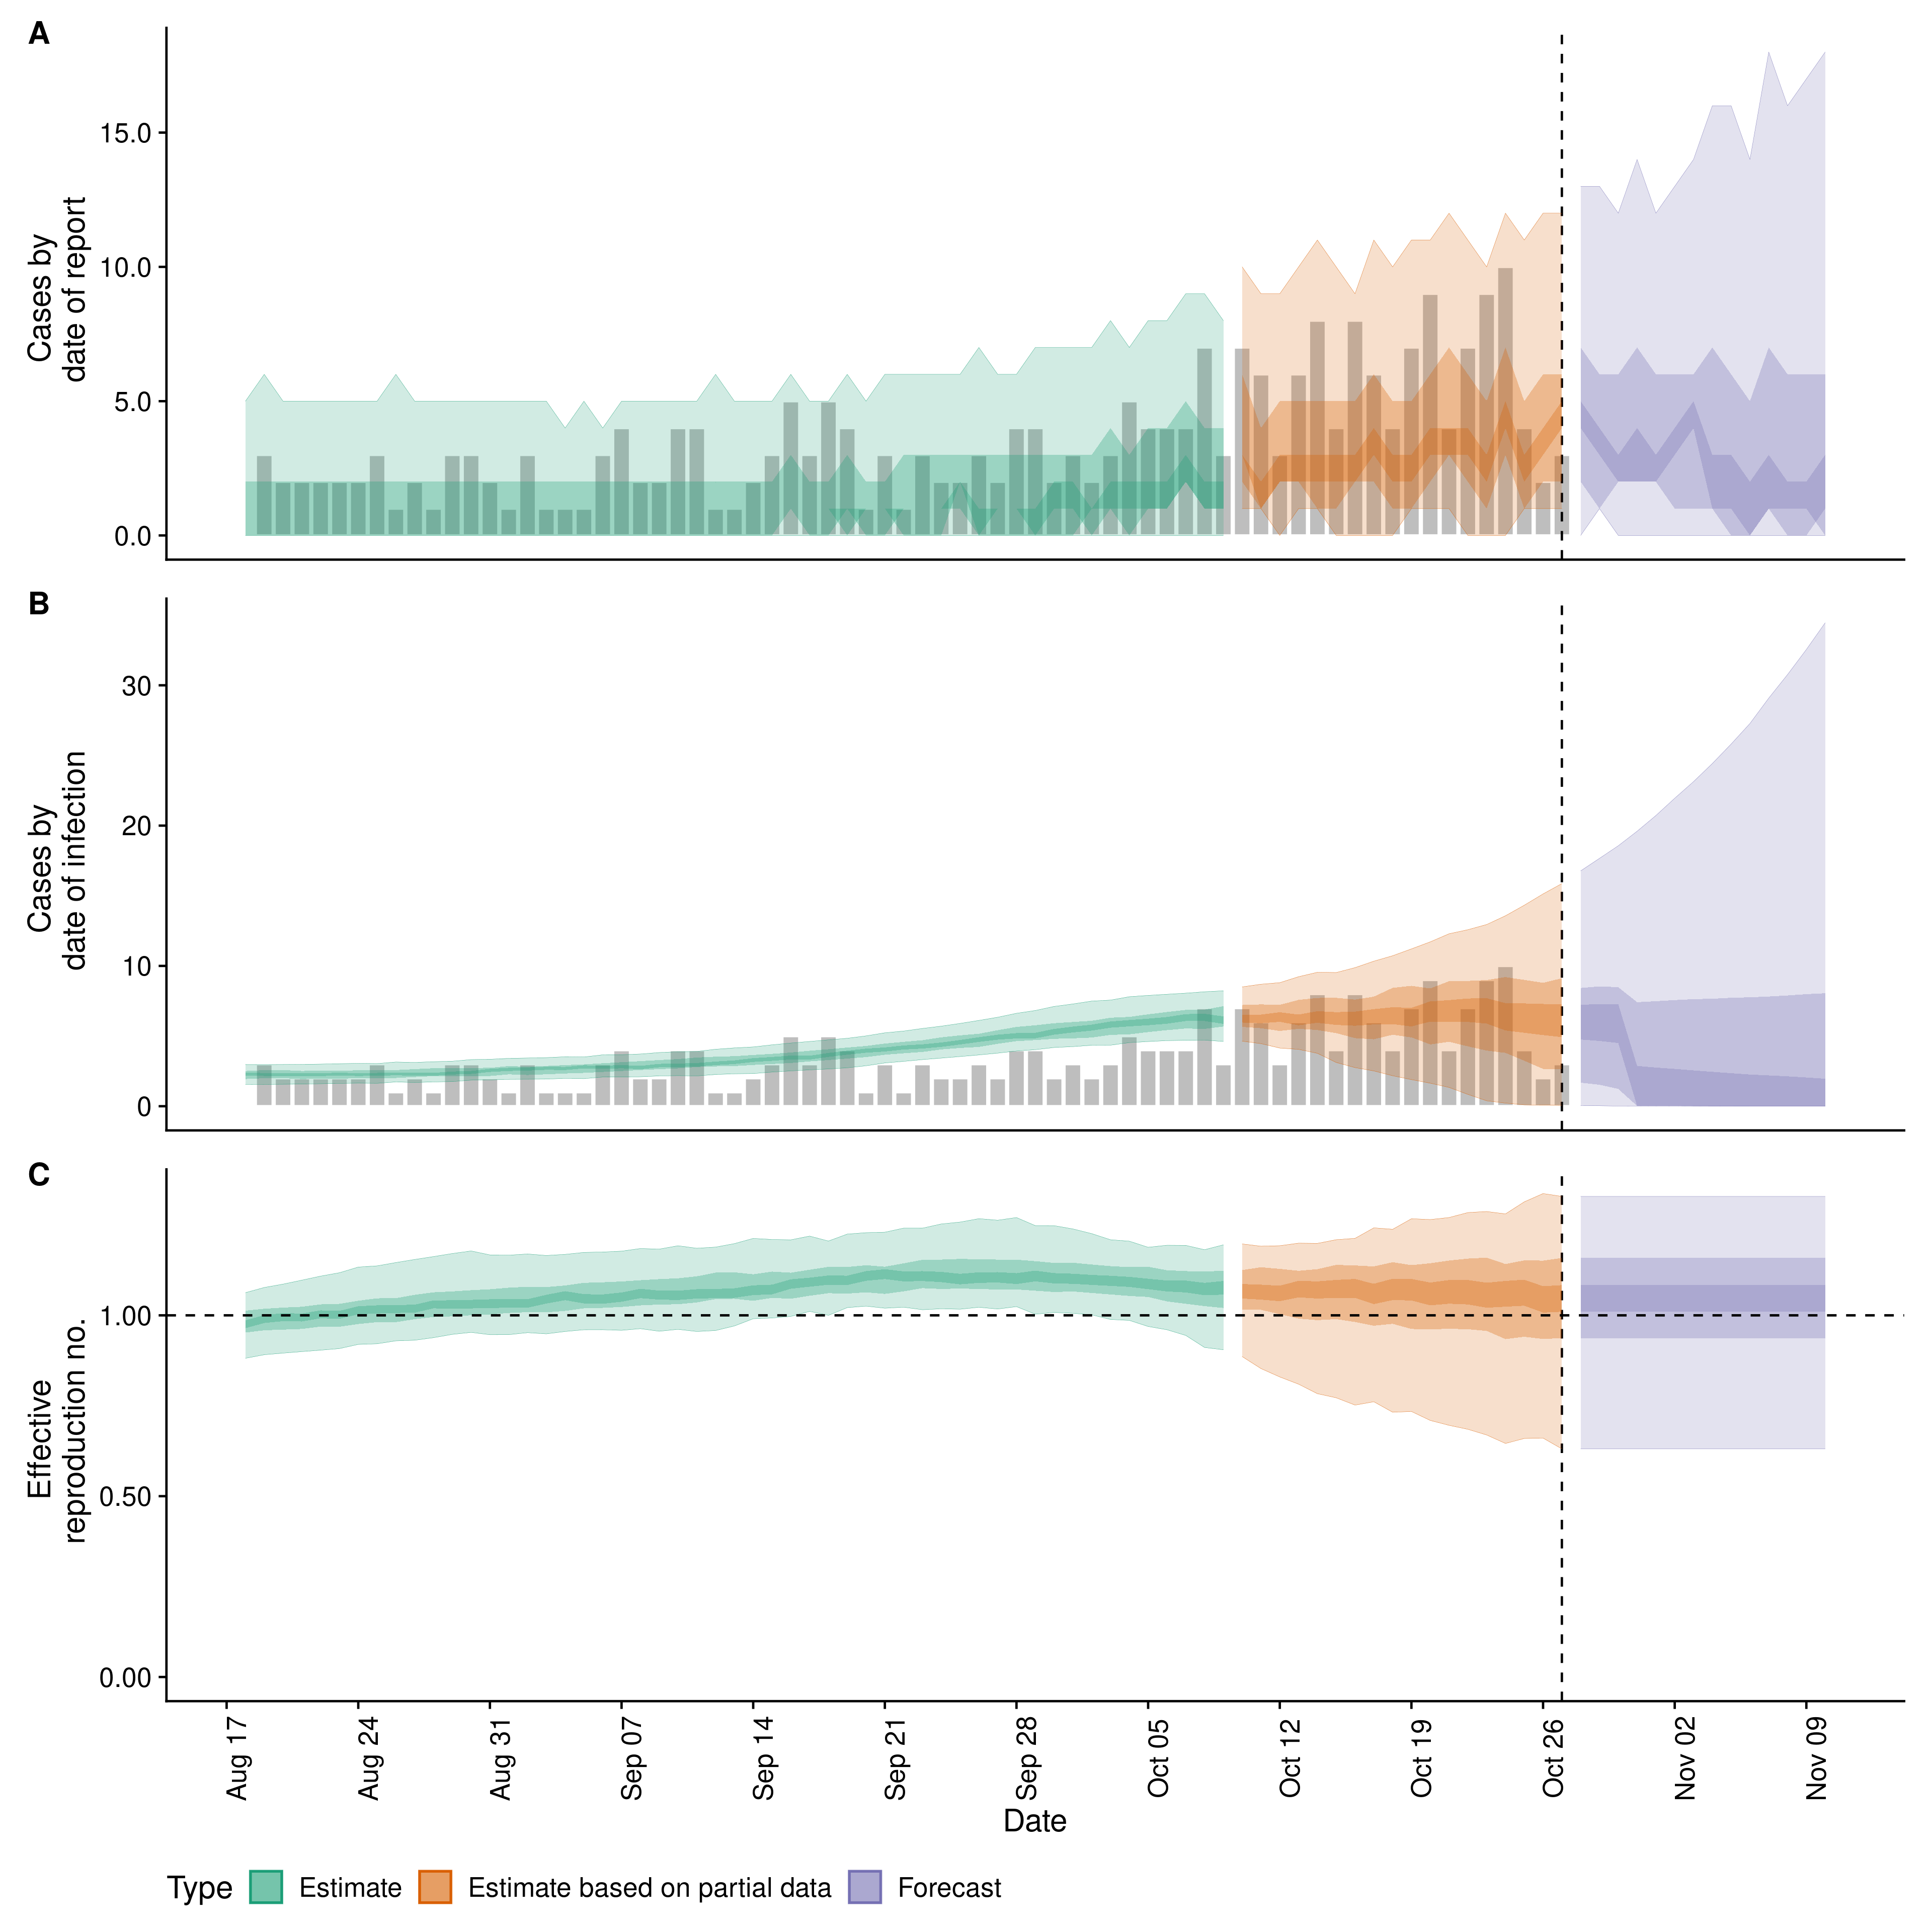 A
Cases by
date of report
15.0
10.0
5.0
0.0
B
Cases by
date of infection
30
20
10
0
C
Effective
reproduction no.
1.00
0.50
0.00
Aug 17
Aug 24
Aug 31
Sep 07
Sep 14
Sep 21
Sep 28
Oct 05
Oct 12
Oct 19
Oct 26
Nov 02
Nov 09
Date
Type Estimate Estimate based on partial data Forecast